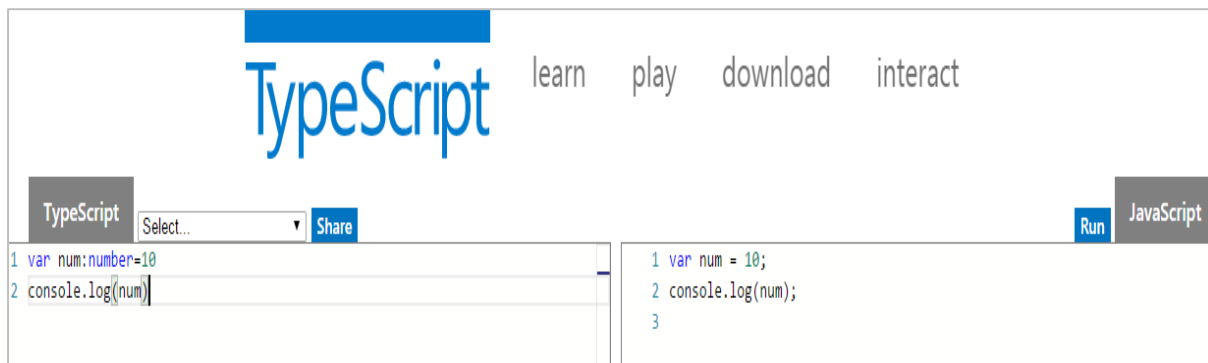 TypeScript learn play download interact
TypeScript Select... Share Run JavaScript
1 var num:number=10
2 console.log(num)
1 var num = 10;
2 console.log(num);
3